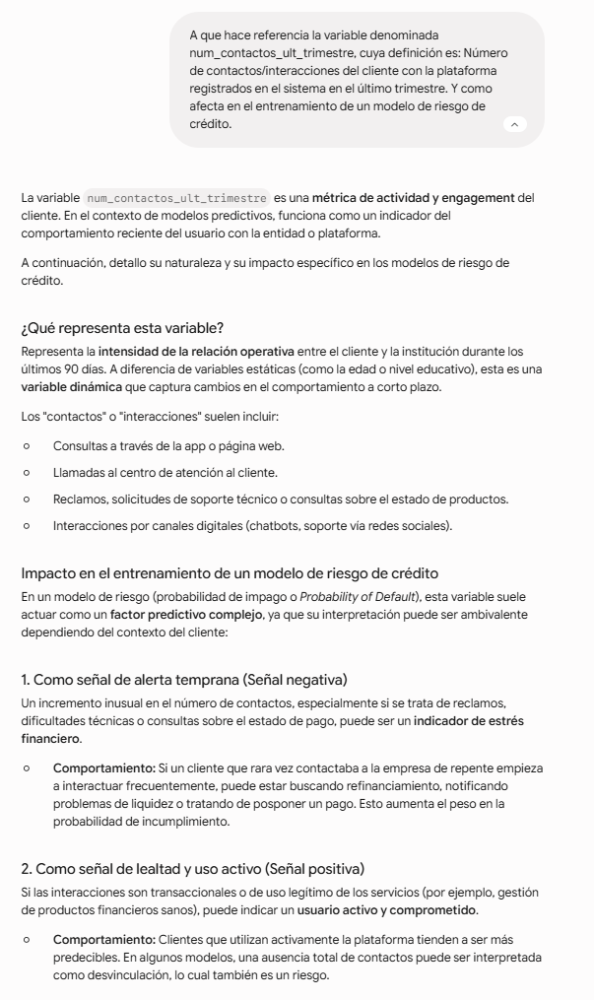 A que hace referencia la variable denominada
num_contactos_ult_trimestre, cuya definición es: Número
de contactos/interacciones del cliente con la plataforma
registrados en el sistema en el último trimestre. Y como
afecta en el entrenamiento de un modelo de riesgo de
crédito.
La variable num_contactos_ult_trimestre es una métrica de actividad y engagement del
cliente. En el contexto de modelos predictivos, funciona como un indicador del
comportamiento reciente del usuario con la entidad o plataforma.
A continuación, detallo su naturaleza y su impacto específico en los modelos de riesgo de
crédito.
¿Qué representa esta variable?
Representa la intensidad de la relación operativa entre el cliente y la institución durante los
últimos 90 días. A diferencia de variables estáticas (como la edad o nivel educativo), esta es una
variable dinámica que captura cambios en el comportamiento a corto plazo.
Los "contactos" o "interacciones" suelen incluir:
Consultas a través de la app o página web.
Llamadas al centro de atención al cliente.
Reclamos, solicitudes de soporte técnico o consultas sobre el estado de productos.
Interacciones por canales digitales (chatbots, soporte vía redes sociales).
Impacto en el entrenamiento de un modelo de riesgo de crédito
En un modelo de riesgo (probabilidad de impago o Probability of Default), esta variable suele
actuar como un factor predictivo complejo, ya que su interpretación puede ser ambivalente
dependiendo del contexto del cliente:
1. Como señal de alerta temprana (Señal negativa)
Un incremento inusual en el número de contactos, especialmente si se trata de reclamos,
dificultades técnicas o consultas sobre el estado de pago, puede ser un indicador de estrés
financiero.
Comportamiento: Si un cliente que rara vez contactaba a la empresa de repente empieza
a interactuar frecuentemente, puede estar buscando refinanciamiento, notificando
problemas de liquidez o tratando de posponer un pago. Esto aumenta el peso en la
probabilidad de incumplimiento.
2. Como señal de lealtad y uso activo (Señal positiva)
Si las interacciones son transaccionales o de uso legítimo de los servicios (por ejemplo, gestión
de productos financieros sanos), puede indicar un usuario activo y comprometido.
Comportamiento: Clientes que utilizan activamente la plataforma tienden a ser más
predecibles. En algunos modelos, una ausencia total de contactos puede ser interpretada
como desvinculación, lo cual también es un riesgo.